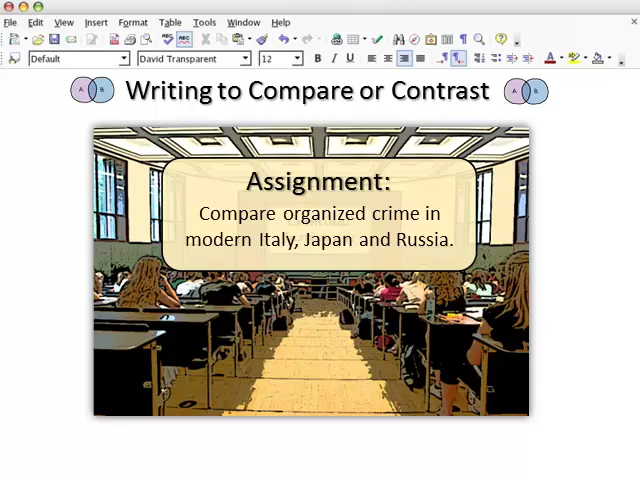 File Edit View Insert Format Table Tools Window Help
Default David Transparent 12 B I U
A B Writing to Compare or Contrast A B
Assignment:
Compare organized crime in
modern Italy, Japan and Russia.